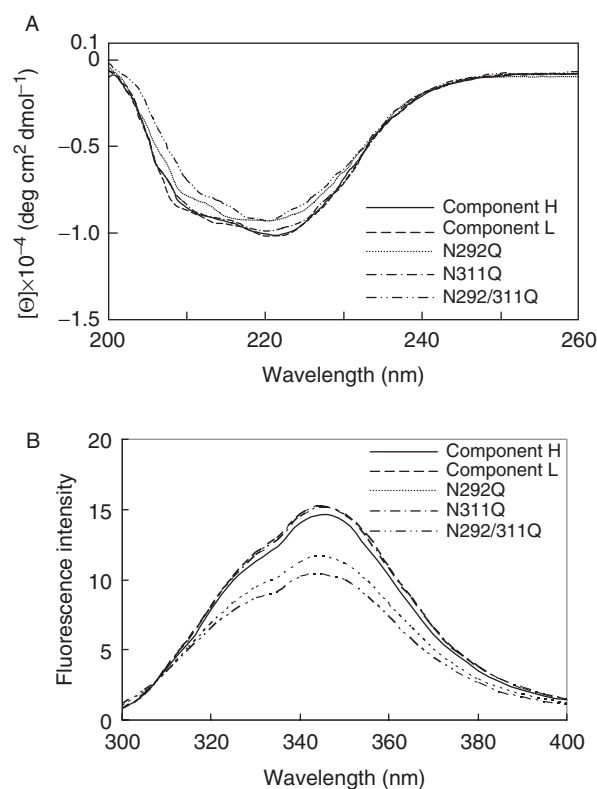 A
0.1
0
−0.5
−1.0
−1.5
[Θ]×10⁻⁴ (deg cm² dmol⁻¹)
Component H
Component L
N292Q
N311Q
N292/311Q
200
220
240
260
Wavelength (nm)
B
20
15
10
5
0
Fluorescence intensity
Component H
Component L
N292Q
N311Q
N292/311Q
300
320
340
360
380
400
Wavelength (nm)